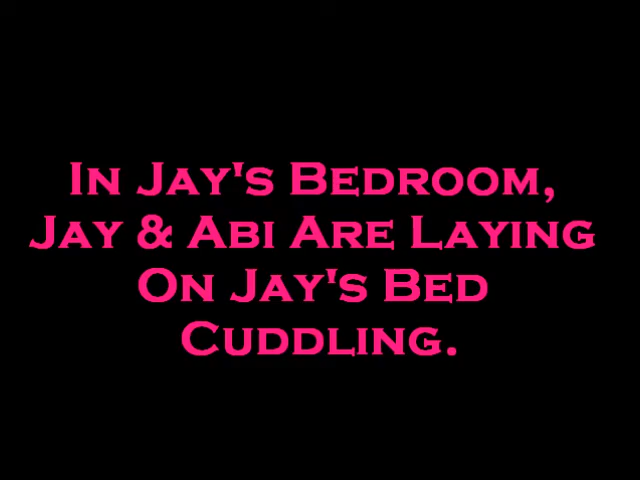 In Jay's Bedroom,
Jay & Abi Are Laying
On Jay's Bed
Cuddling.